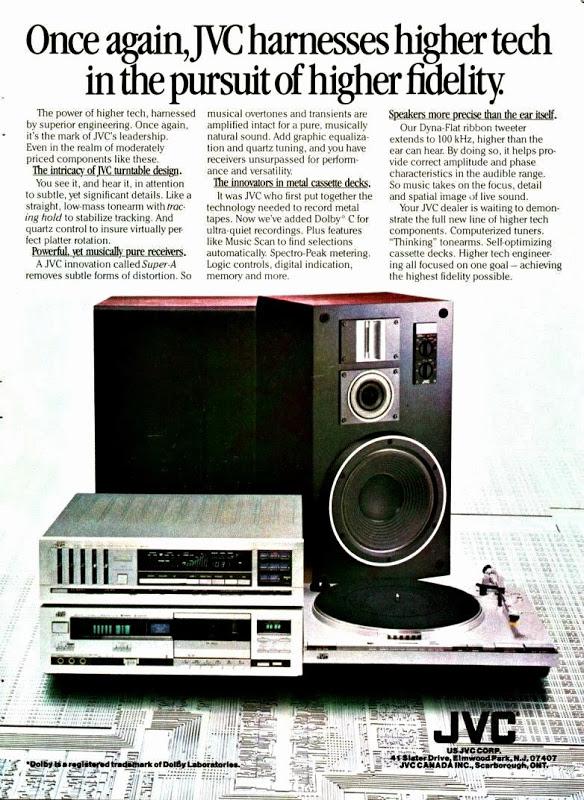 Once again, JVC harnesses higher tech
in the pursuit of higher fidelity.
The power of higher tech, harnessed
by superior engineering. Once again,
it's the mark of JVC's leadership.
Even in the realm of moderately
priced components like these.
The intricacy of JVC turntable design.
You see it, and hear it, in attention
to subtle, yet significant details. Like a
straight, low-mass tonearm with trac-
ing hold to stabilize tracking. And
quartz control to insure virtually per-
fect platter rotation.
Powerful, yet musically pure receivers.
A JVC innovation called Super-A
removes subtle forms of distortion. So
musical overtones and transients are
amplified intact for a pure, musically
natural sound. Add graphic equaliza-
tion and quartz tuning, and you have
receivers unsurpassed for perform-
ance and versatility.
The innovators in metal cassette decks.
It was JVC who first put together the
technology needed to record metal
tapes. Now we've added Dolby* C for
ultra-quiet recordings. Plus features
like Music Scan to find selections
automatically. Spectro-Peak metering.
Logic controls, digital indication,
memory and more.
Speakers more precise than the ear itself.
Our Dyna-Flat ribbon tweeter
extends to 100 kHz, higher than the
ear can hear. By doing so, it helps pro-
vide correct amplitude and phase
characteristics in the audible range.
So music takes on the focus, detail
and spatial image of live sound.
Your JVC dealer is waiting to demon-
strate the full new line of higher tech
components. Computerized tuners.
"Thinking" tonearms. Self-optimizing
cassette decks. Higher tech engineer-
ing all focused on one goal — achieving
the highest fidelity possible.
JVC
US JVC CORP.
41 Slater Drive, Elmwood Park, N.J. 07407
JVC CANADA INC., Scarborough, ONT.
*Dolby is a registered trademark of Dolby Laboratories.